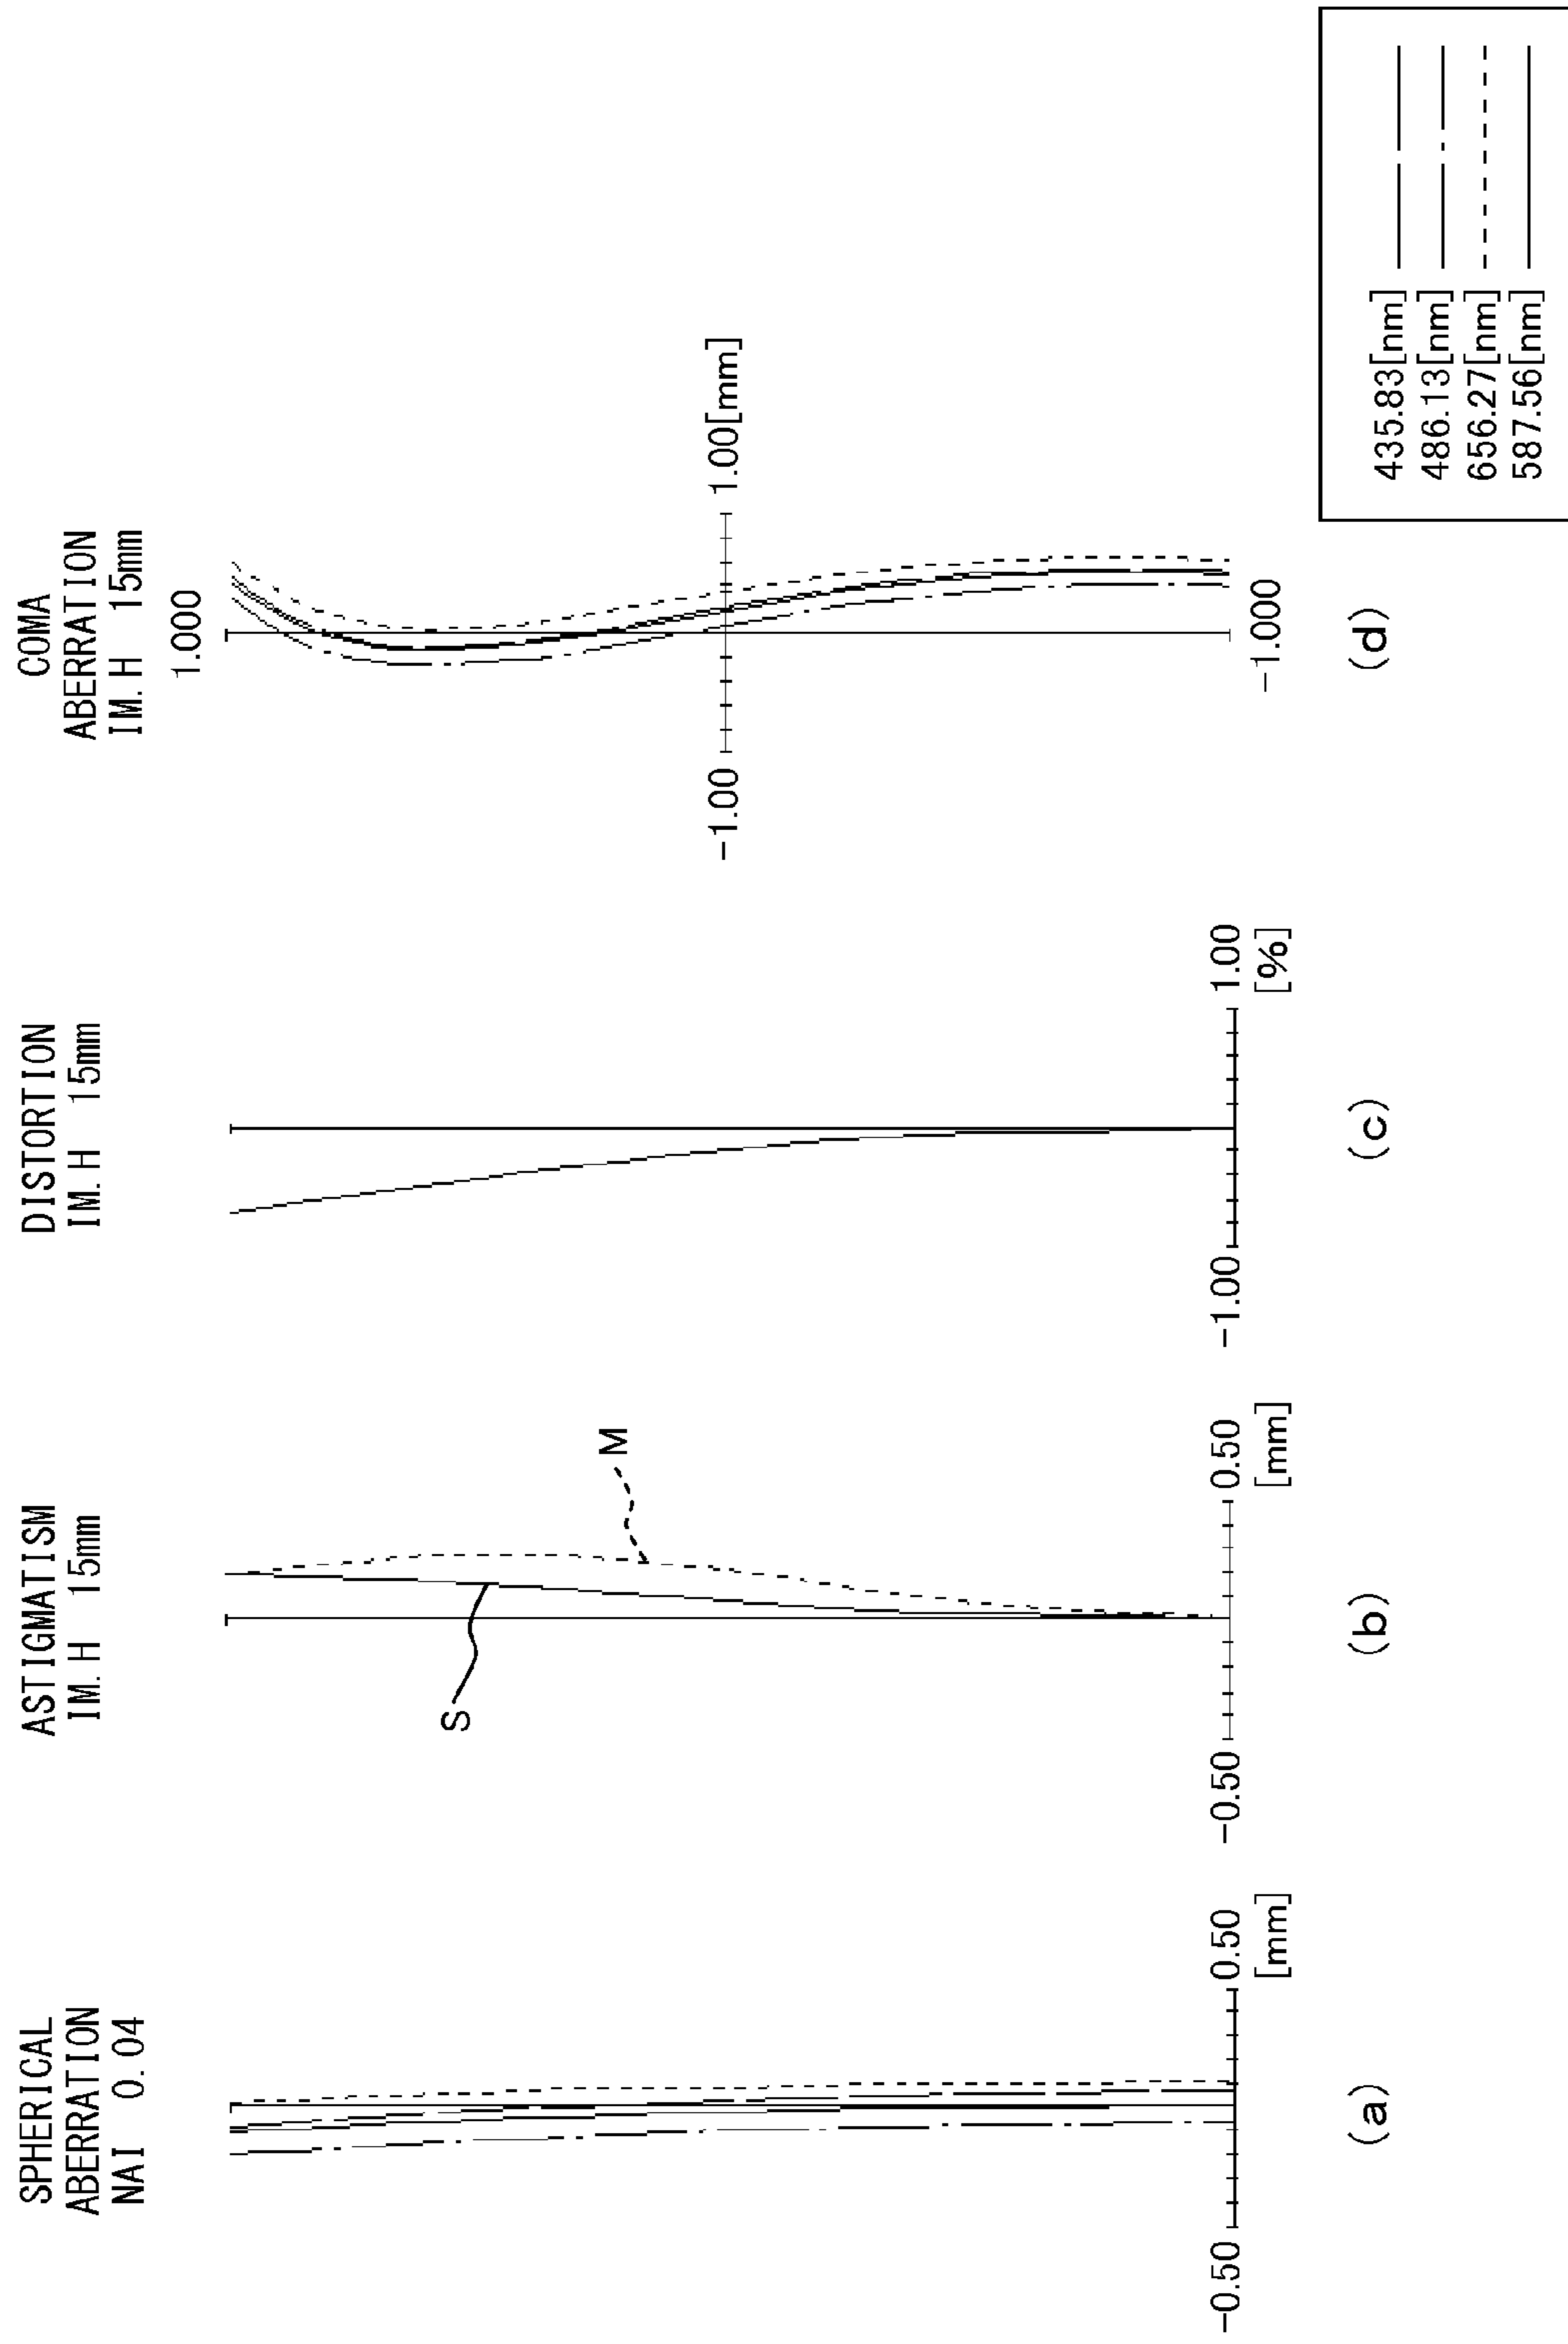 SPHERICAL
ABERRATION
NAI 0.04
-0.50
0.50
[mm]
(a)
ASTIGMATISM
IM.H 15mm
S
M
-0.50
0.50
[mm]
(b)
DISTORTION
IM.H 15mm
-1.00
1.00
[%]
(c)
COMA
ABERRATION
IM.H 15mm
1.000
-1.00
1.00[mm]
-1.000
(d)
435.83[nm]
486.13[nm]
656.27[nm]
587.56[nm]